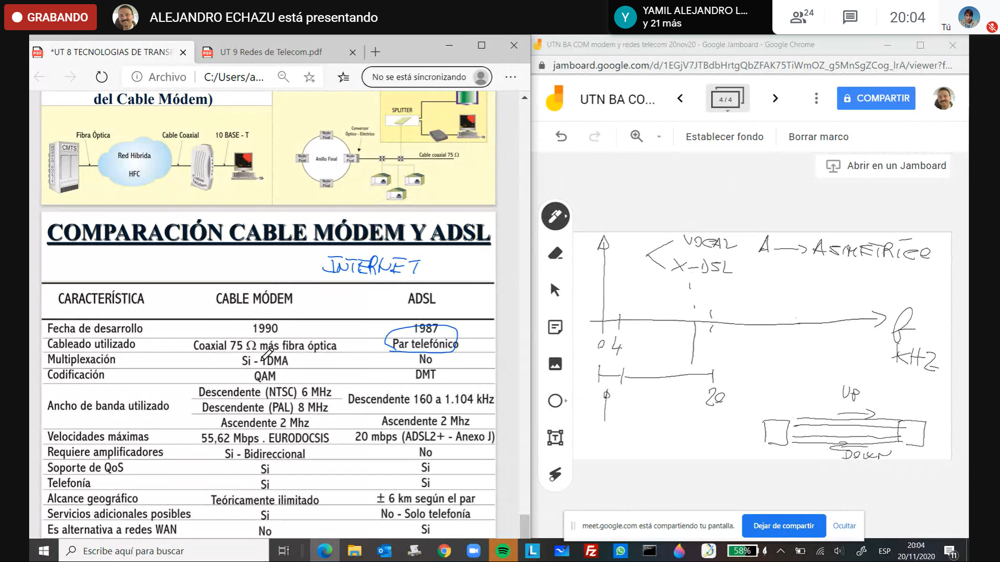 GRABANDO
ALEJANDRO ECHAZU está presentando
Y
YAMIL ALEJANDRO L...
y 21 más
24
20:04
Tú
*UT 8 TECNOLOGIAS DE TRANSF
UT 9 Redes de Telecom.pdf
Archivo
C:/Users/a...
No se está sincronizando
del Cable Módem)
Fibra Óptica
Cable Coaxial
10 BASE - T
CMTS
Red Híbrida
HFC
Cable
Módem
SPLITTER
Conversor
Óptico - Eléctrico
Nodo
Final
Nodo
Final
Anillo Final
Nodo
Final
Nodo
Final
Cable coaxial 75 Ω
COMPARACIÓN CABLE MÓDEM Y ADSL
INTERNET
CARACTERÍSTICA CABLE MÓDEM ADSL
Fecha de desarrollo 1990 1987
Cableado utilizado Coaxial 75 Ω más fibra óptica Par telefónico
Multiplexación Si - TDMA No
Codificación QAM DMT
Ancho de banda utilizado
Descendente (NTSC) 6 MHz
Descendente (PAL) 8 MHz
Ascendente 2 Mhz
Descendente 160 a 1.104 kHz
Ascendente 2 Mhz
Velocidades máximas 55,62 Mbps . EURODOCSIS 20 mbps (ADSL2+ - Anexo J)
Requiere amplificadores Si - Bidireccional No
Soporte de QoS Si Si
Telefonía Si Si
Alcance geográfico Teóricamente ilimitado ± 6 km según el par
Servicios adicionales posibles Si No - Solo telefonía
Es alternativa a redes WAN No Si
UTN BA COM modem y redes telecom 20nov20 - Google Jamboard - Google Chrome
jamboard.google.com/d/1EGjV7JTBdbHrtgQbZFAK75TiWmOZ_g5MnSgZCog_lrA/viewer?f...
UTN BA CO...
4 / 4
COMPARTIR
Establecer fondo
Borrar marco
Abrir en un Jamboard
VOCAL
X-DSL
A → ASIMETRICO
0 4
f
KHZ
20
UP
DOWN
meet.google.com está compartiendo tu pantalla.
Dejar de compartir
Ocultar
Escribe aquí para buscar
58%
ESP
20:04
20/11/2020
11